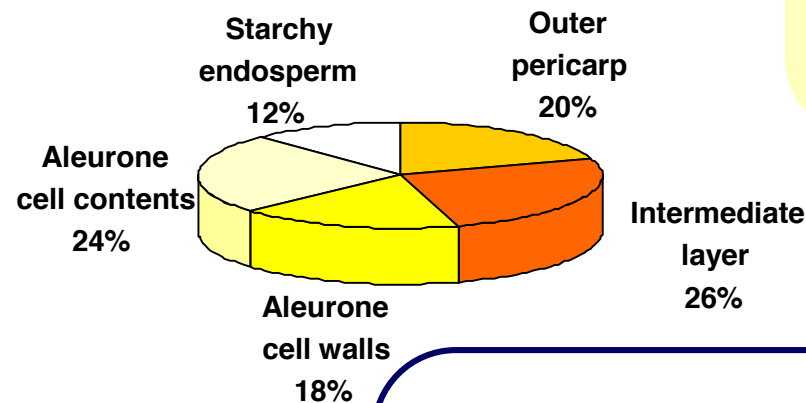 Starchy
endosperm
12%
Outer
pericarp
20%
Aleurone
cell contents
24%
Intermediate
layer
26%
Aleurone
cell walls
18%